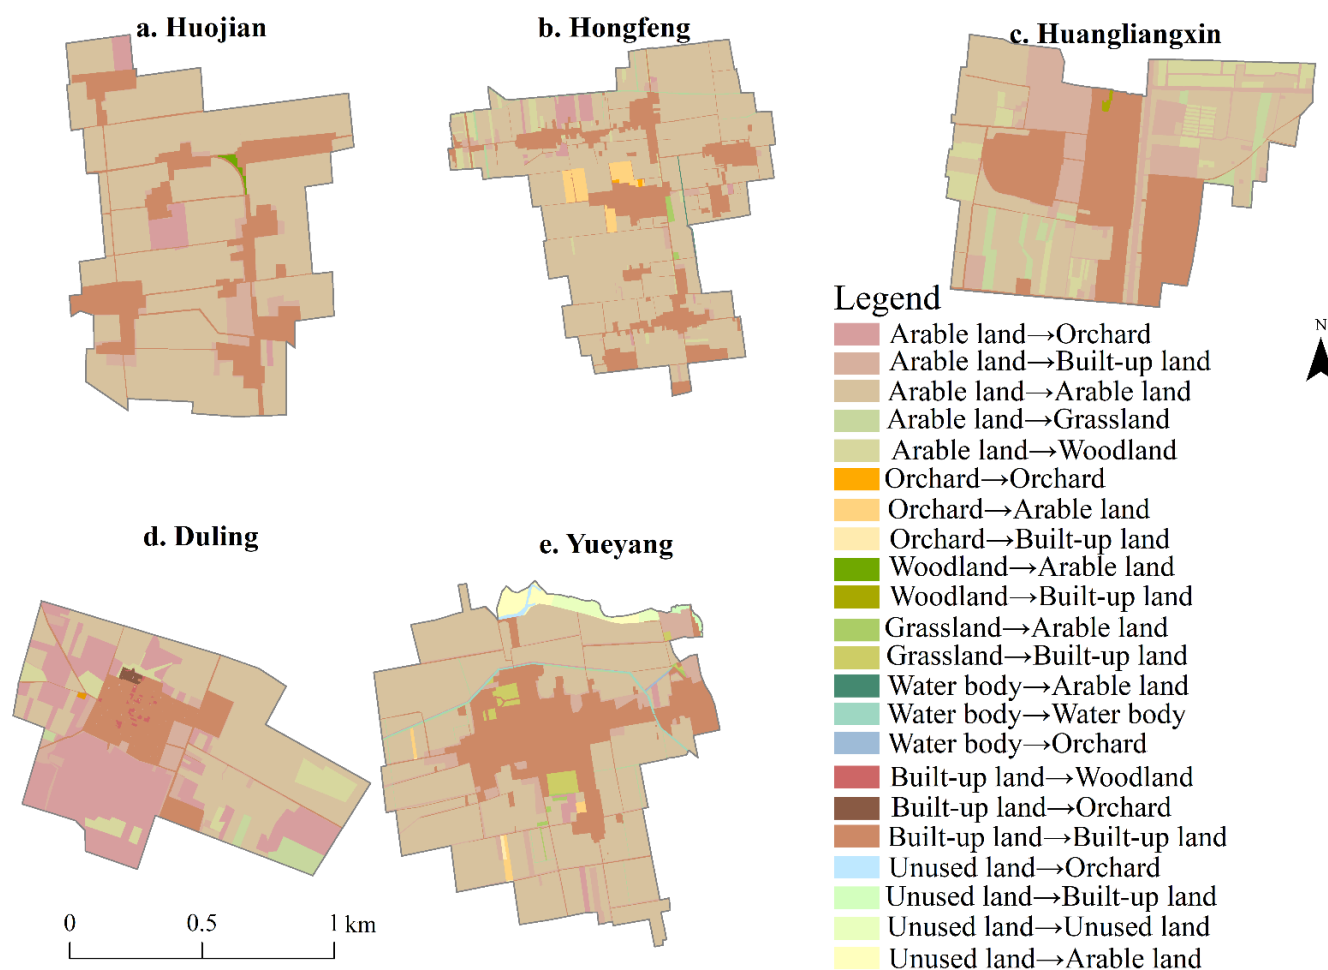 a. Huojian
b. Hongfeng
c. Huangliangxin
Legend
N
Arable land→Orchard
Arable land→Built-up land
Arable land→Arable land
Arable land→Grassland
Arable land→Woodland
Orchard→Orchard
Orchard→Arable land
Orchard→Built-up land
Woodland→Arable land
Woodland→Built-up land
Grassland→Arable land
Grassland→Built-up land
Water body→Arable land
Water body→Water body
Water body→Orchard
Built-up land→Woodland
Built-up land→Orchard
Built-up land→Built-up land
Unused land→Orchard
Unused land→Built-up land
Unused land→Unused land
Unused land→Arable land
d. Duling
e. Yueyang
0 0.5 1 km